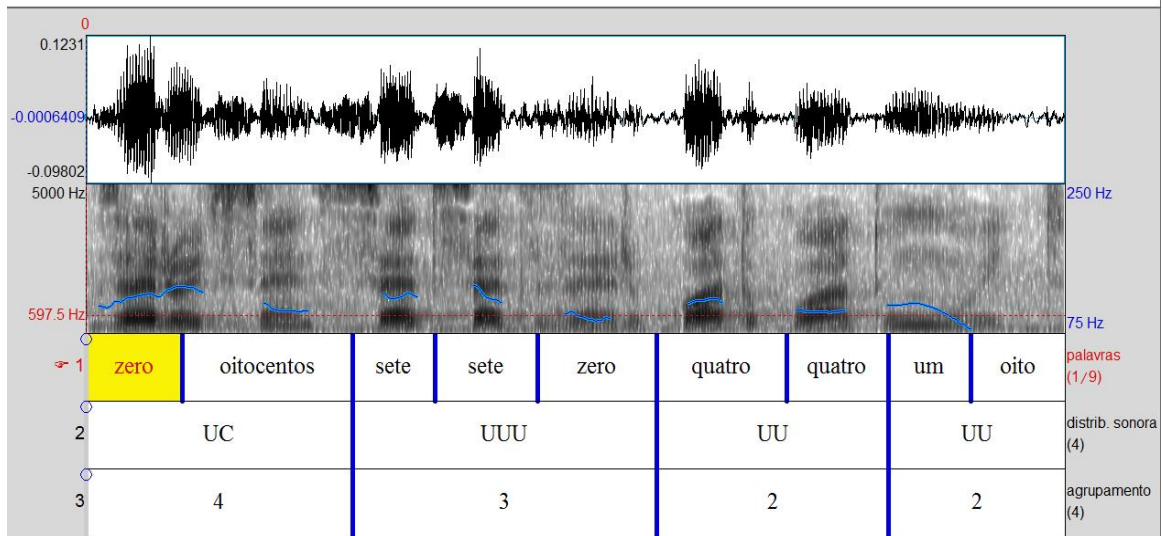 0
0.1231
-0.0006409
-0.09802
5000 Hz 250 Hz
597.5 Hz 75 Hz
☞ 1 zero oitocentos sete sete zero quatro quatro um oito palavras
(1/9)
2 UC UUU UU UU distrib. sonora
(4)
3 4 3 2 2 agrupamento
(4)